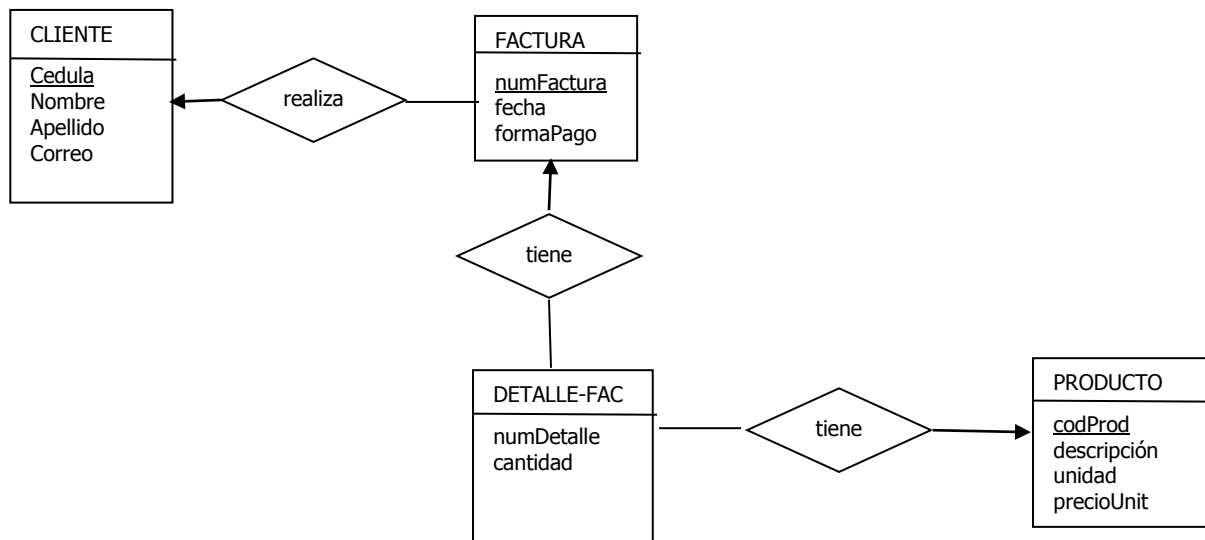 CLIENTE
Cedula
Nombre
Apellido
Correo
realiza
FACTURA
numFactura
fecha
formaPago
tiene
DETALLE-FAC
numDetalle
cantidad
tiene
PRODUCTO
codProd
descripción
unidad
precioUnit